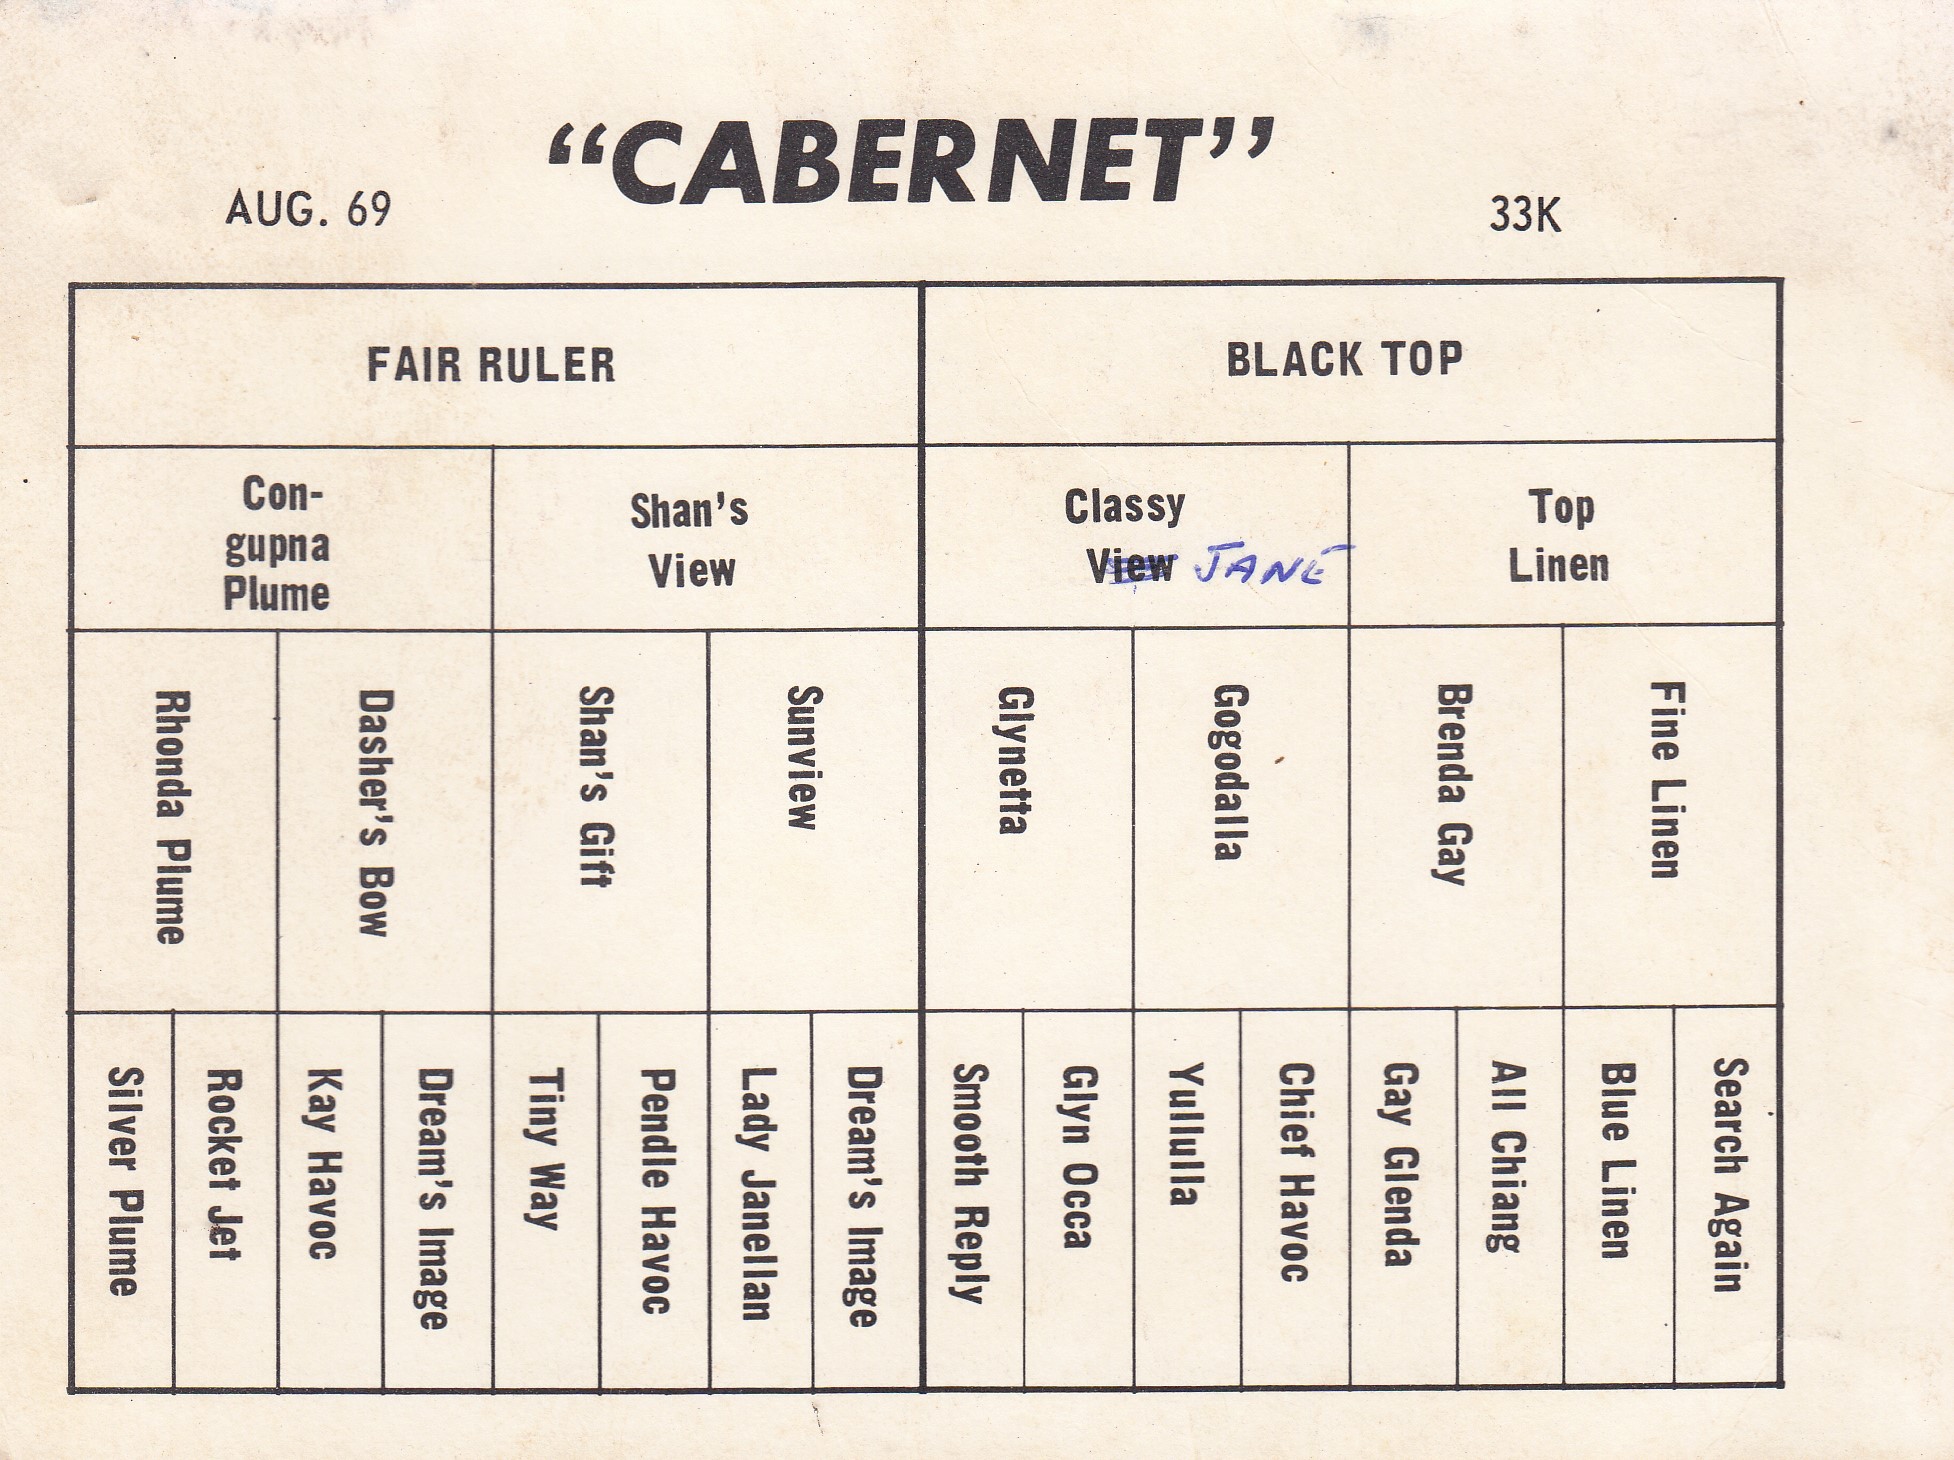 “CABERNET”
AUG. 69
33K
FAIR RULER
BLACK TOP
Con-
gupna
Plume
Shan's
View
Classy
View JANE
Top
Linen
Rhonda Plume
Dasher's Bow
Shan's Gift
Sunview
Glynetta
Gogodalla
Brenda Gay
Fine Linen
Silver Plume
Rocket Jet
Kay Havoc
Dream's Image
Tiny Way
Pendle Havoc
Lady Janellan
Dream's Image
Smooth Reply
Glyn Occa
Yululla
Chief Havoc
Gay Glenda
All Chiang
Blue Linen
Search Again